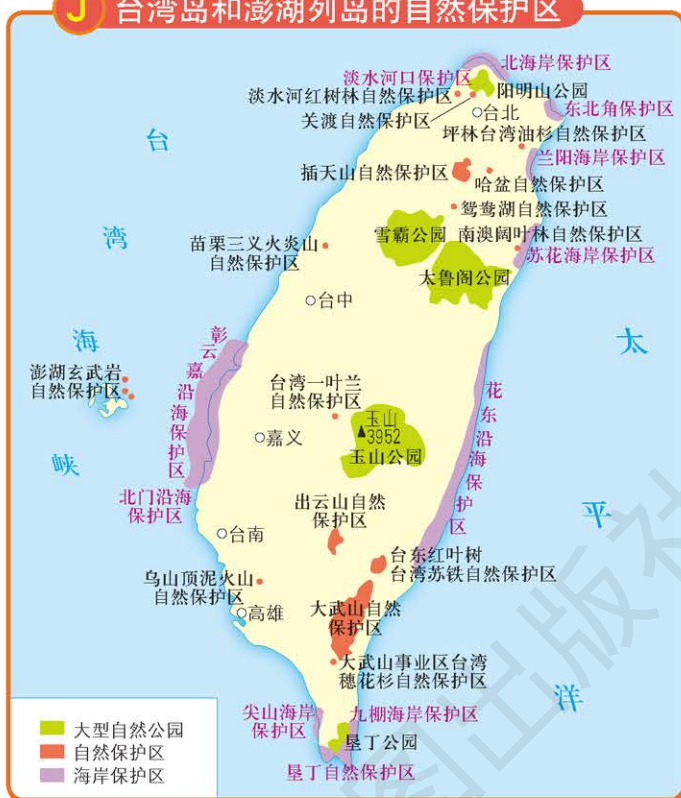 J 台湾岛和澎湖列岛的自然保护区
北海岸保护区
淡水河口保护区
阳明山公园
淡水河红树林自然保护区
台北
东北角保护区
关渡自然保护区
坪林台湾油杉自然保护区
台
兰阳海岸保护区
插天山自然保护区
哈盆自然保护区
鸳鸯湖自然保护区
湾
雪霸公园
南澳阔叶林自然保护区
苗栗三义火炎山
自然保护区
苏花海岸保护区
太鲁阁公园
台中
海
太
彰云嘉沿海保护区
澎湖玄武岩
自然保护区
台湾一叶兰
自然保护区
花东沿海保护区
玉山
3952
嘉义
玉山公园
峡
北门沿海
保护区
出云山自然
保护区
平
台南
台东红叶树
台湾苏铁自然保护区
乌山顶泥火山
自然保护区
高雄
大武山自然
保护区
大武山事业区台湾
穗花杉自然保护区
洋
尖山海岸
保护区
九棚海岸保护区
垦丁公园
垦丁自然保护区
大型自然公园
自然保护区
海岸保护区
图出版社